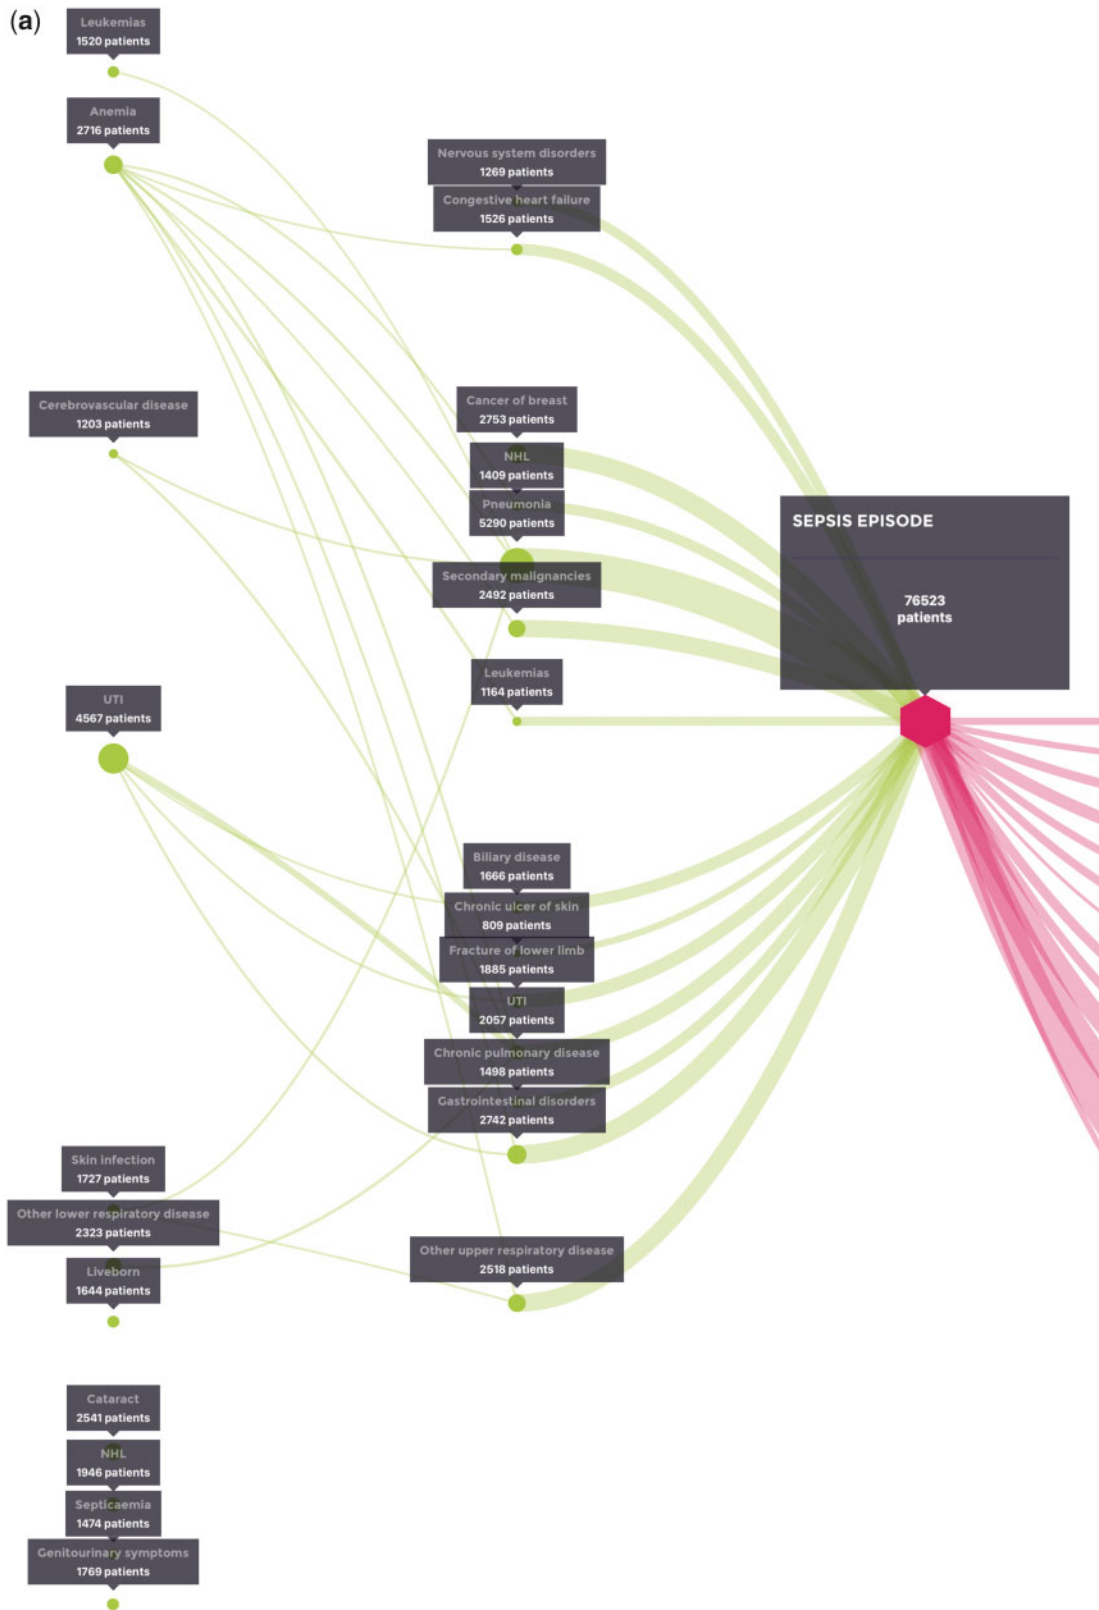 (a)
Leukemias
1520 patients
Anemia
2716 patients
Nervous system disorders
1269 patients
Congestive heart failure
1526 patients
Cerebrovascular disease
1203 patients
Cancer of breast
2753 patients
NHL
1409 patients
Pneumonia
5290 patients
Secondary malignancies
2492 patients
SEPSIS EPISODE
76523
patients
Leukemias
1164 patients
UTI
4567 patients
Biliary disease
1666 patients
Chronic ulcer of skin
809 patients
Fracture of lower limb
1885 patients
UTI
2057 patients
Chronic pulmonary disease
1498 patients
Gastrointestinal disorders
2742 patients
Skin infection
1727 patients
Other lower respiratory disease
2323 patients
Liveborn
1644 patients
Other upper respiratory disease
2518 patients
Cataract
2541 patients
NHL
1946 patients
Septicaemia
1474 patients
Genitourinary symptoms
1769 patients